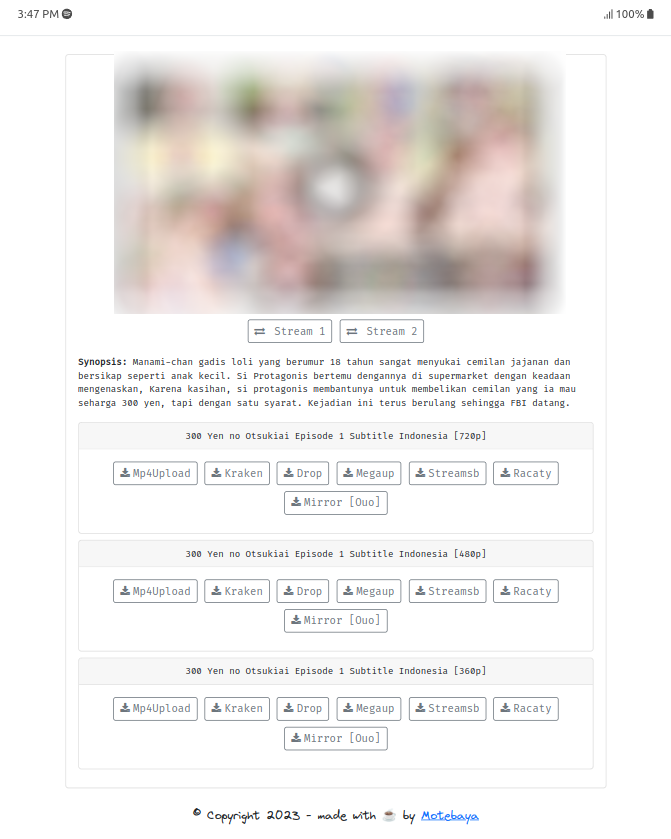 3:47 PM
100%
Stream 1 Stream 2
Synopsis: Manami-chan gadis loli yang berumur 18 tahun sangat menyukai cemilan jajanan dan
bersikap seperti anak kecil. Si Protagonis bertemu dengannya di supermarket dengan keadaan
mengenaskan, Karena kasihan, si protagonis membantunya untuk membelikan cemilan yang ia mau
seharga 300 yen, tapi dengan satu syarat. Kejadian ini terus berulang sehingga FBI datang.
300 Yen no Otsukiai Episode 1 Subtitle Indonesia [720p]
Mp4Upload Kraken Drop Megaup Streamsb Racaty
Mirror [Ouo]
300 Yen no Otsukiai Episode 1 Subtitle Indonesia [480p]
Mp4Upload Kraken Drop Megaup Streamsb Racaty
Mirror [Ouo]
300 Yen no Otsukiai Episode 1 Subtitle Indonesia [360p]
Mp4Upload Kraken Drop Megaup Streamsb Racaty
Mirror [Ouo]
© Copyright 2023 - made with ☕ by Motebaya